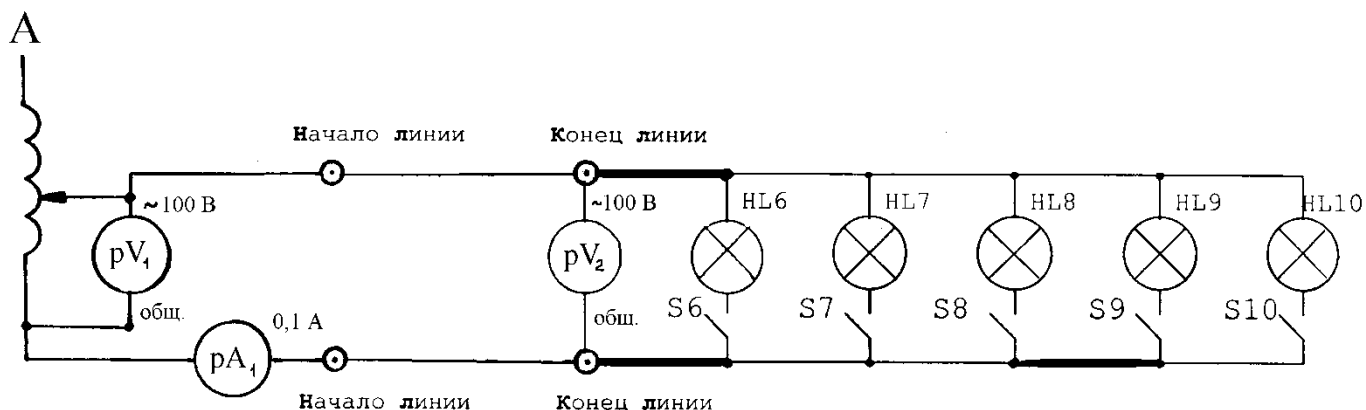 А
Начало линии
Конец линии
~100 В
~100 В
HL6
HL7
HL8
HL9
HL10
pV₁
pV₂
общ.
0,1 А
общ.
S6
S7
S8
S9
S10
pA₁
Начало линии
Конец линии